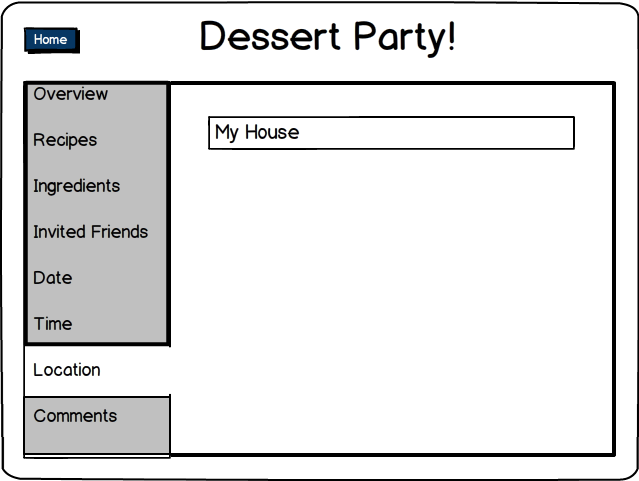 Home
Dessert Party!
Overview
Recipes
Ingredients
Invited Friends
Date
Time
Location
Comments
My House